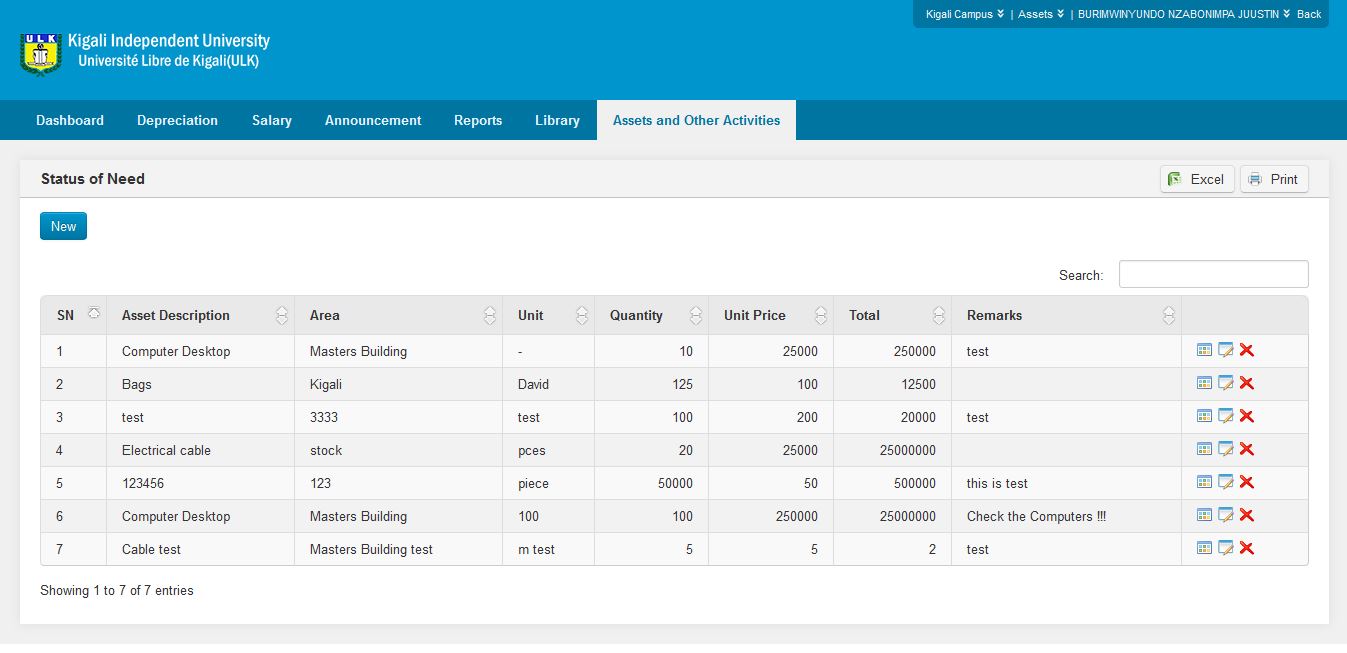 Kigali Campus | Assets | BURIMWINYUNDO NZABONIMPA JUUSTIN Back
ULK
Kigali Independent University
Université Libre de Kigali(ULK)
Dashboard Depreciation Salary Announcement Reports Library Assets and Other Activities
Status of Need Excel Print
New
Search:
SN Asset Description Area Unit Quantity Unit Price Total Remarks
1 Computer Desktop Masters Building - 10 25000 250000 test
2 Bags Kigali David 125 100 12500
3 test 3333 test 100 200 20000 test
4 Electrical cable stock pces 20 25000 25000000
5 123456 123 piece 50000 50 500000 this is test
6 Computer Desktop Masters Building 100 100 250000 25000000 Check the Computers !!!
7 Cable test Masters Building test m test 5 5 2 test
Showing 1 to 7 of 7 entries